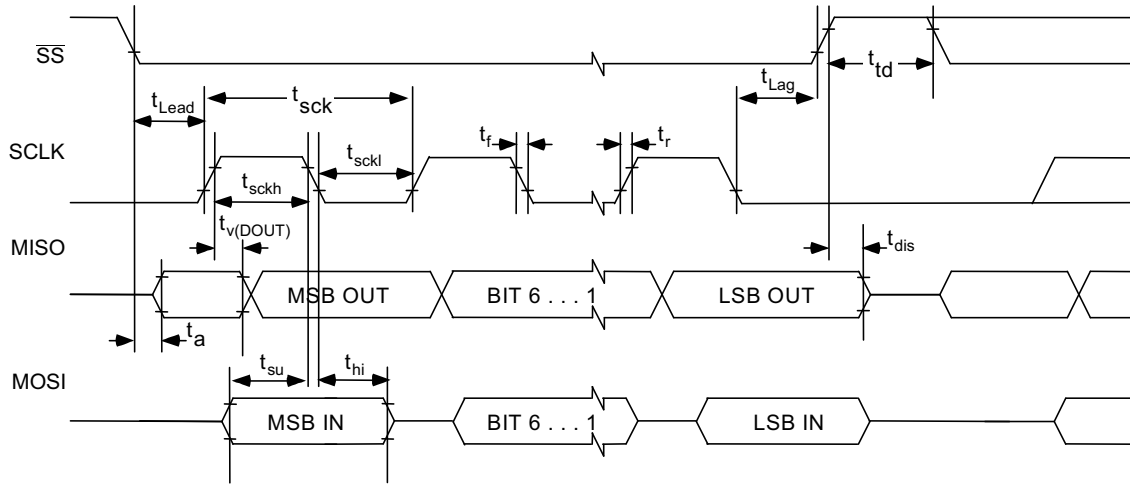 SS
t_td
t_Lag
t_Lead
t_sck
SCLK
t_f
t_r
t_sckl
t_sckh
t_v(DOUT)
MISO
t_dis
MSB OUT
BIT 6 . . . 1
LSB OUT
t_a
t_su
t_hi
MOSI
MSB IN
BIT 6 . . . 1
LSB IN